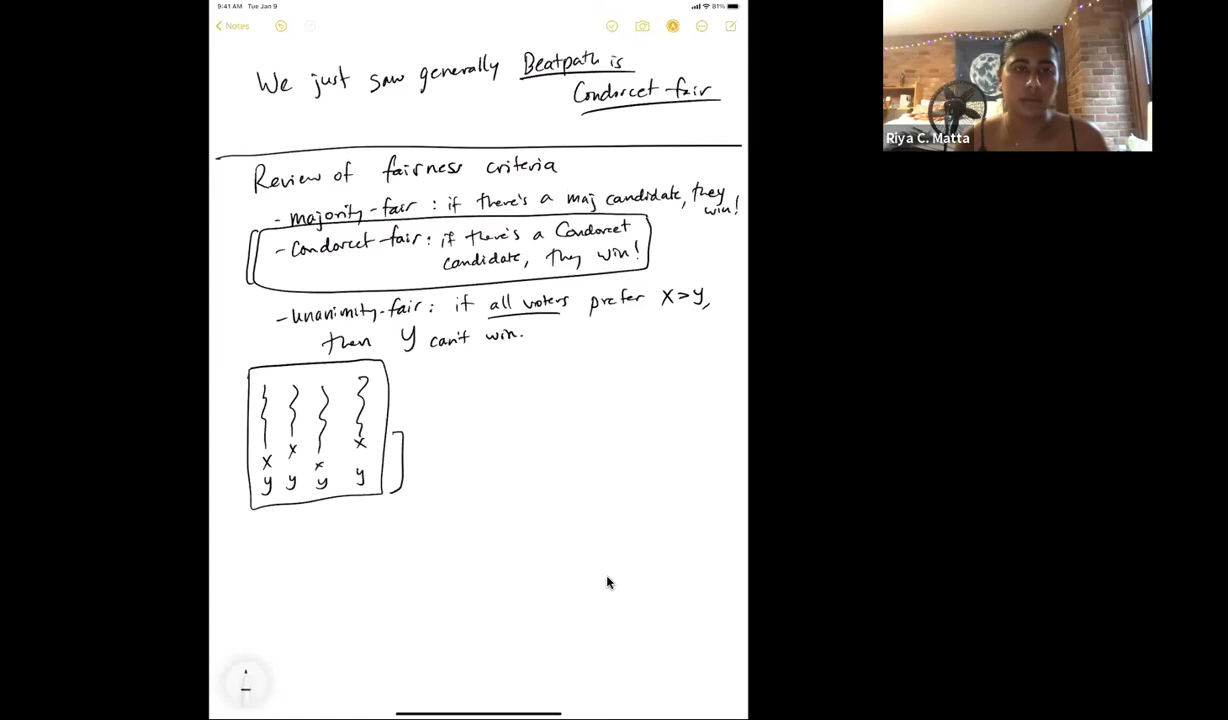 9:41 AM Tue Jan 9
81%
Notes
We just saw generally Beatpath is
Condorcet-fair
Review of fairness criteria
- majority-fair : if there's a maj candidate, they
win!
- Condorcet-fair: if there's a Condorcet
candidate, they win!
- Unanimity-fair: if all voters prefer X>Y,
then Y can't win.
x x x x
y y y y
Riya C. Matta